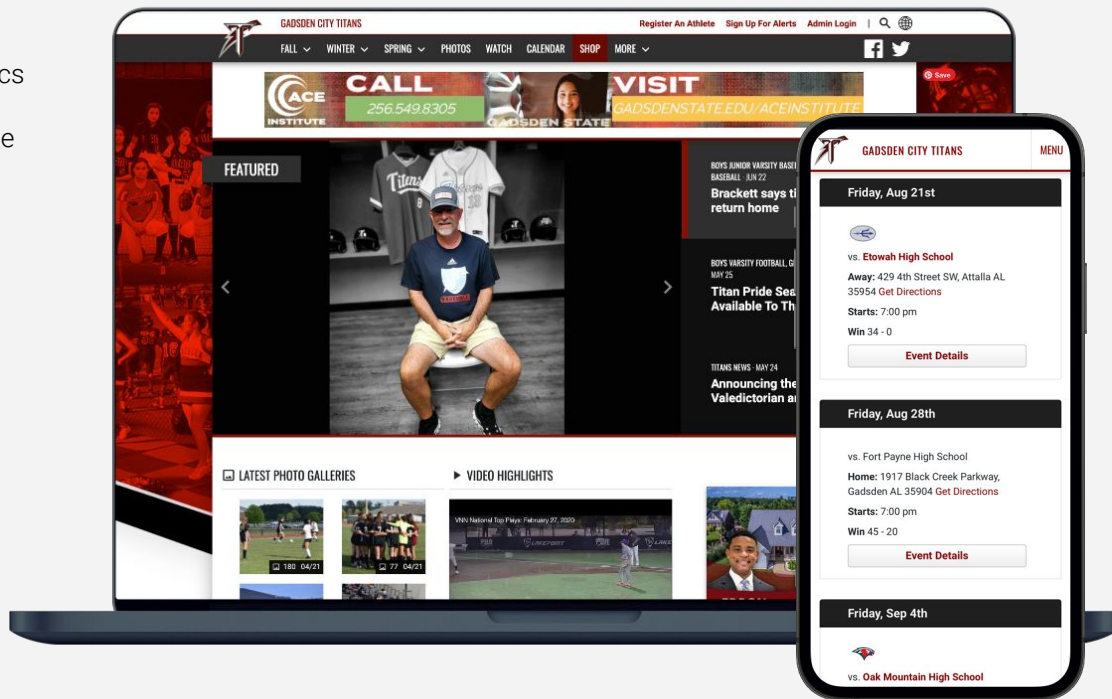 cs
e
GADSDEN CITY TITANS
Register An Athlete Sign Up For Alerts Admin Login |
FALL WINTER SPRING PHOTOS WATCH CALENDAR SHOP MORE
Save
ACE
INSTITUTE
CALL
256.549.8305
GADSDEN STATE
VISIT
GADSDENSTATE.EDU/ACEINSTITUTE
FEATURED
Titans
8
13
BOYS JUNIOR VARSITY
BASEBALL · JUN 22
Brackett says
return home
BOYS VARSITY FOOTBALL,
MAY 25
Titan Pride
Available To
TITANS NEWS · MAY 24
Announcing the
Valedictorian
LATEST PHOTO GALLERIES
180 04/21
77 04/21
VIDEO HIGHLIGHTS
VNN National Top Plays: February 27, 2020
GADSDEN CITY TITANS MENU
Friday, Aug 21st
vs. Etowah High School
Away: 429 4th Street SW, Attalla AL
35954 Get Directions
Starts: 7:00 pm
Win 34 - 0
Event Details
Friday, Aug 28th
vs. Fort Payne High School
Home: 1917 Black Creek Parkway,
Gadsden AL 35904 Get Directions
Starts: 7:00 pm
Win 45 - 20
Event Details
Friday, Sep 4th
vs. Oak Mountain High School